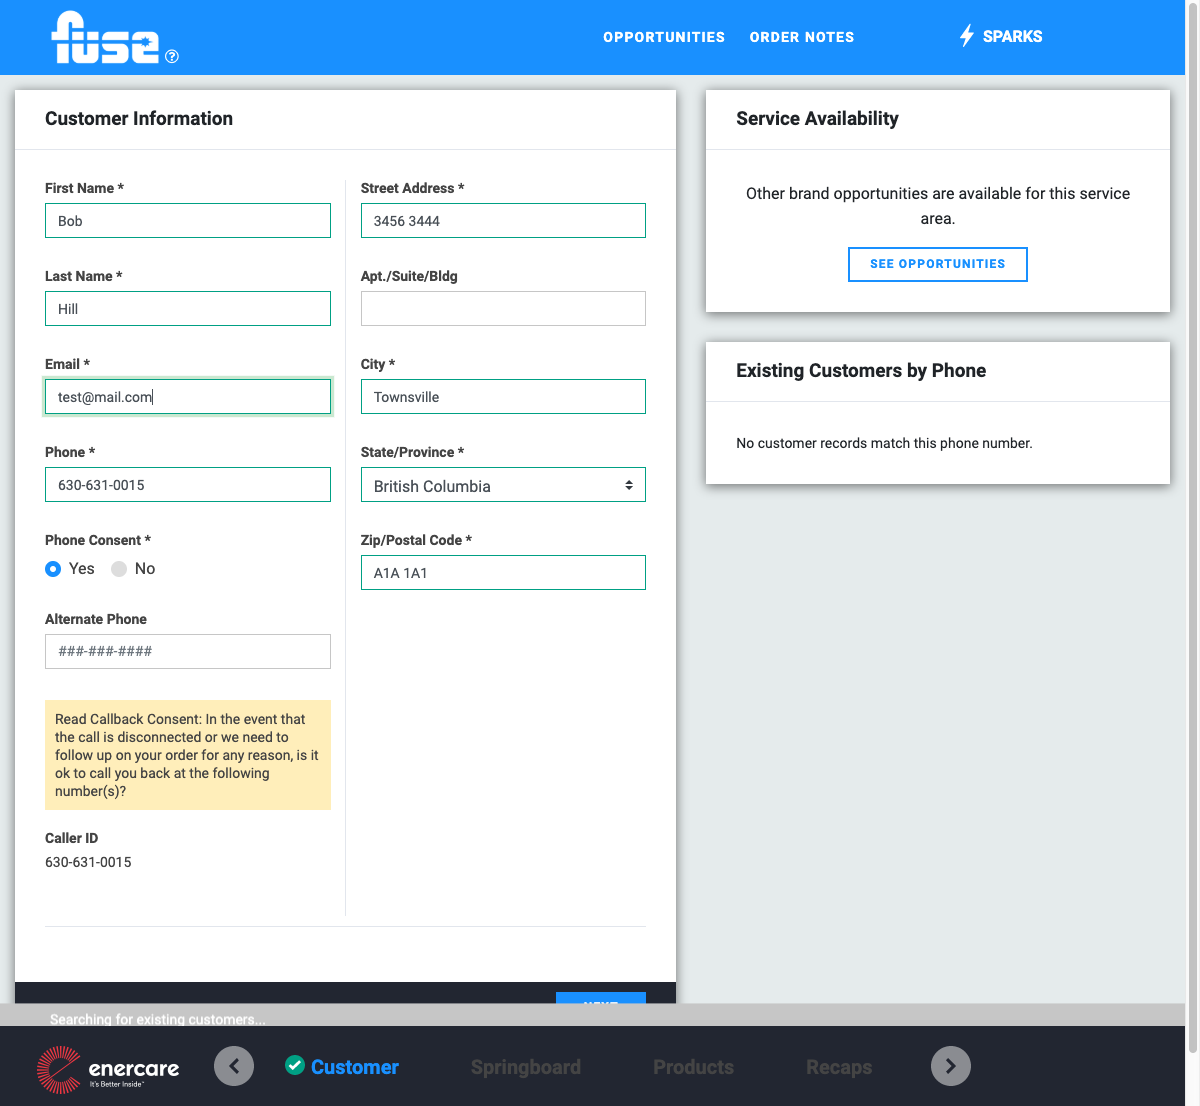 fuse
?
OPPORTUNITIES
ORDER NOTES
SPARKS
Customer Information
First Name *
Bob
Last Name *
Hill
Email *
test@mail.com
Phone *
630-631-0015
Phone Consent *
Yes
No
Alternate Phone
###-###-####
Read Callback Consent: In the event that
the call is disconnected or we need to
follow up on your order for any reason, is it
ok to call you back at the following
number(s)?
Caller ID
630-631-0015
Street Address *
3456 3444
Apt./Suite/Bldg
City *
Townsville
State/Province *
British Columbia
Zip/Postal Code *
A1A 1A1
NEXT
Service Availability
Other brand opportunities are available for this service
area.
SEE OPPORTUNITIES
Existing Customers by Phone
No customer records match this phone number.
Searching for existing customers...
enercare
It's Better Inside™
Customer
Springboard
Products
Recaps